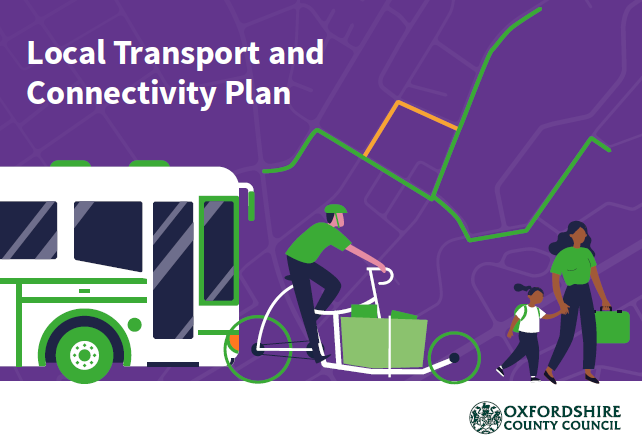 Local Transport and
Connectivity Plan
OXFORDSHIRE
COUNTY COUNCIL